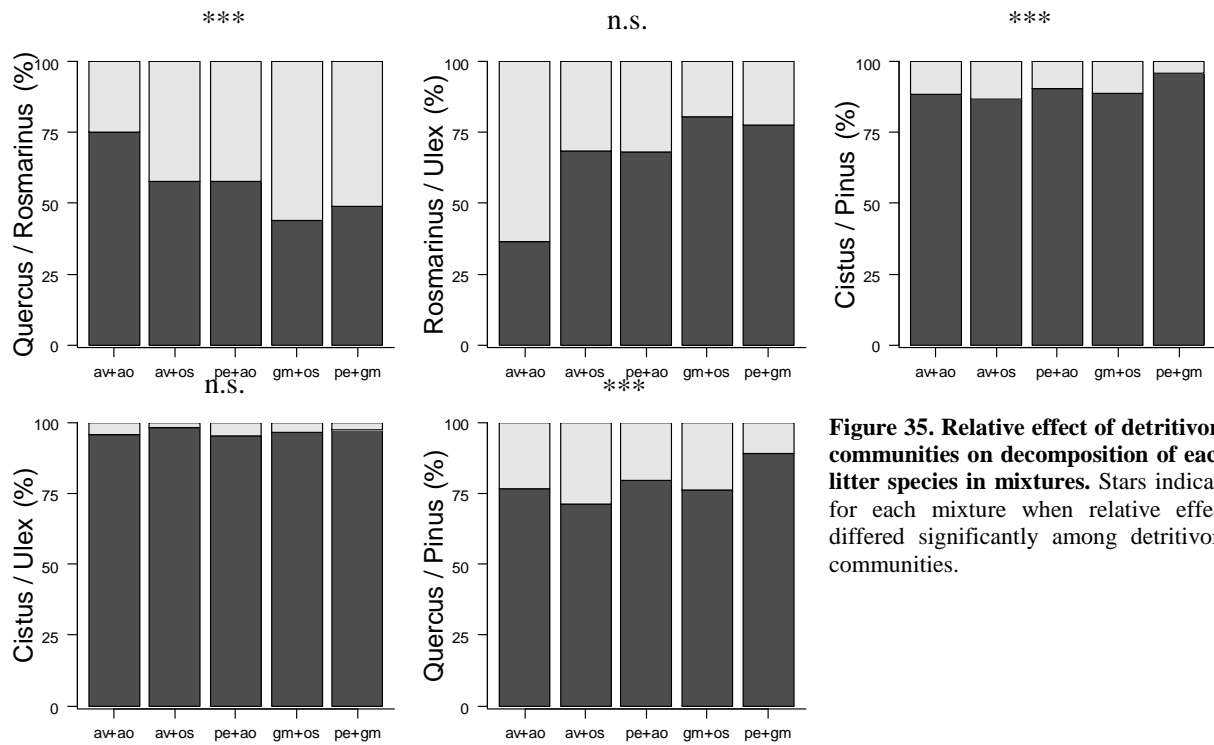 ***
n.s.
***
Quercus / Rosmarinus (%)
100
75
50
25
0
av+ao av+os pe+ao gm+os pe+gm
Rosmarinus / Ulex (%)
100
75
50
25
0
av+ao av+os pe+ao gm+os pe+gm
Cistus / Pinus (%)
100
75
50
25
0
av+ao av+os pe+ao gm+os pe+gm
n.s.
***
Cistus / Ulex (%)
100
75
50
25
0
av+ao av+os pe+ao gm+os pe+gm
Quercus / Pinus (%)
100
75
50
25
0
av+ao av+os pe+ao gm+os pe+gm
Figure 35. Relative effect of detritivor
communities on decomposition of eac
litter species in mixtures. Stars indica
for each mixture when relative effec
differed significantly among detritivor
communities.